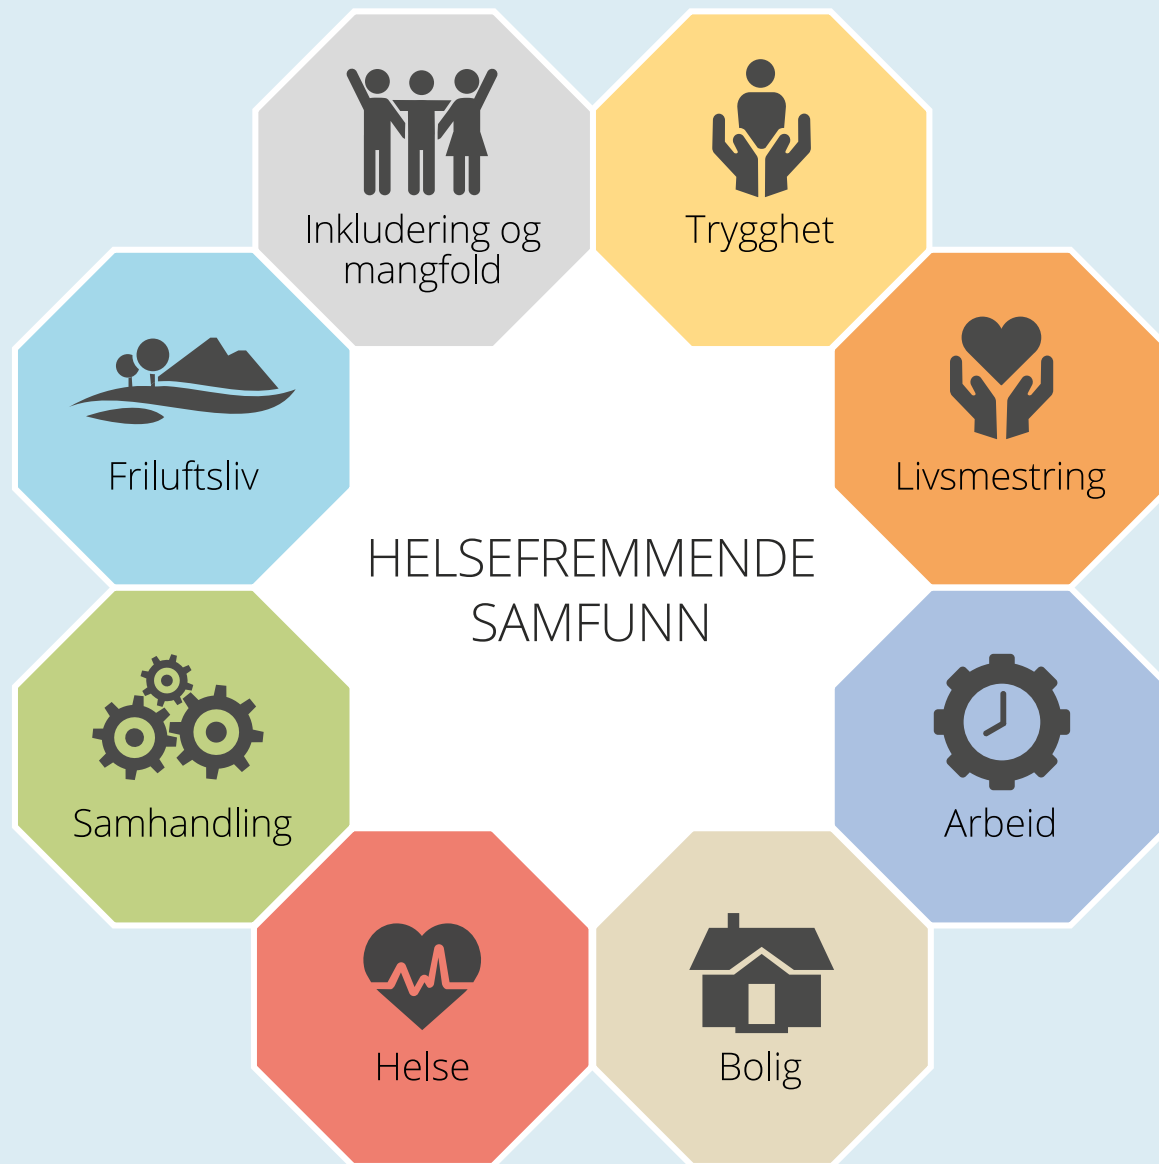 Inkludering og
mangfold
Trygghet
Friluftsliv
Livsmestring
HELSEFREMMENDE
SAMFUNN
Samhandling
Arbeid
Helse
Bolig